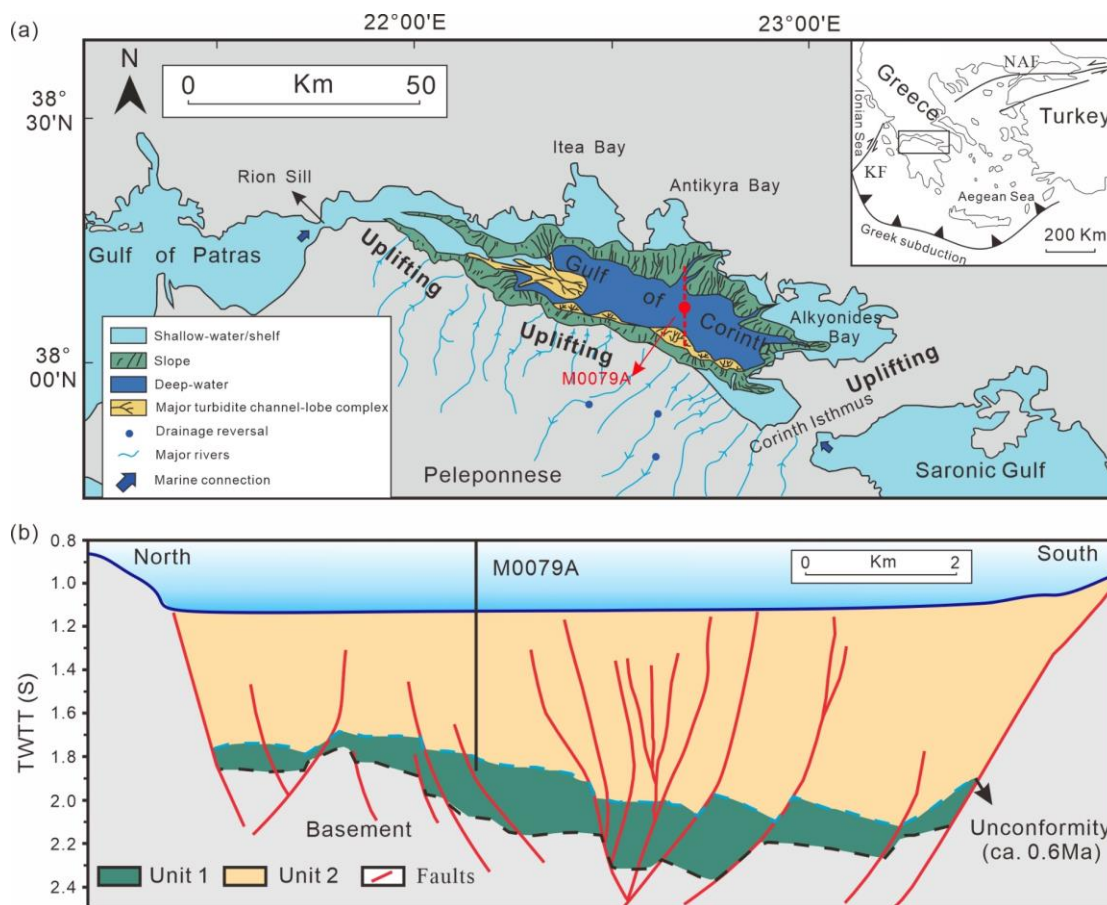 (a)
22°00'E
23°00'E
N
0 Km 50
38°
30'N
38°
00'N
Rion Sill
Itea Bay
Antikyra Bay
Gulf of Patras
Uplifting
Gulf of Corinth
Alkyonides
Bay
Uplifting
Uplifting
M0079A
Corinth Isthmus
Peleponnese
Saronic Gulf
Shallow-water/shelf
Slope
Deep-water
Major turbidite channel-lobe complex
Drainage reversal
Major rivers
Marine connection
NAF
Greece
Turkey
Ionian Sea
KF
Aegean Sea
Greek subduction
200 Km
(b)
North
M0079A
0 Km 2
South
TWTT (S)
0.8
1.0
1.2
1.4
1.6
1.8
2.0
2.2
2.4
Basement
Unconformity
(ca. 0.6Ma)
Unit 1
Unit 2
Faults